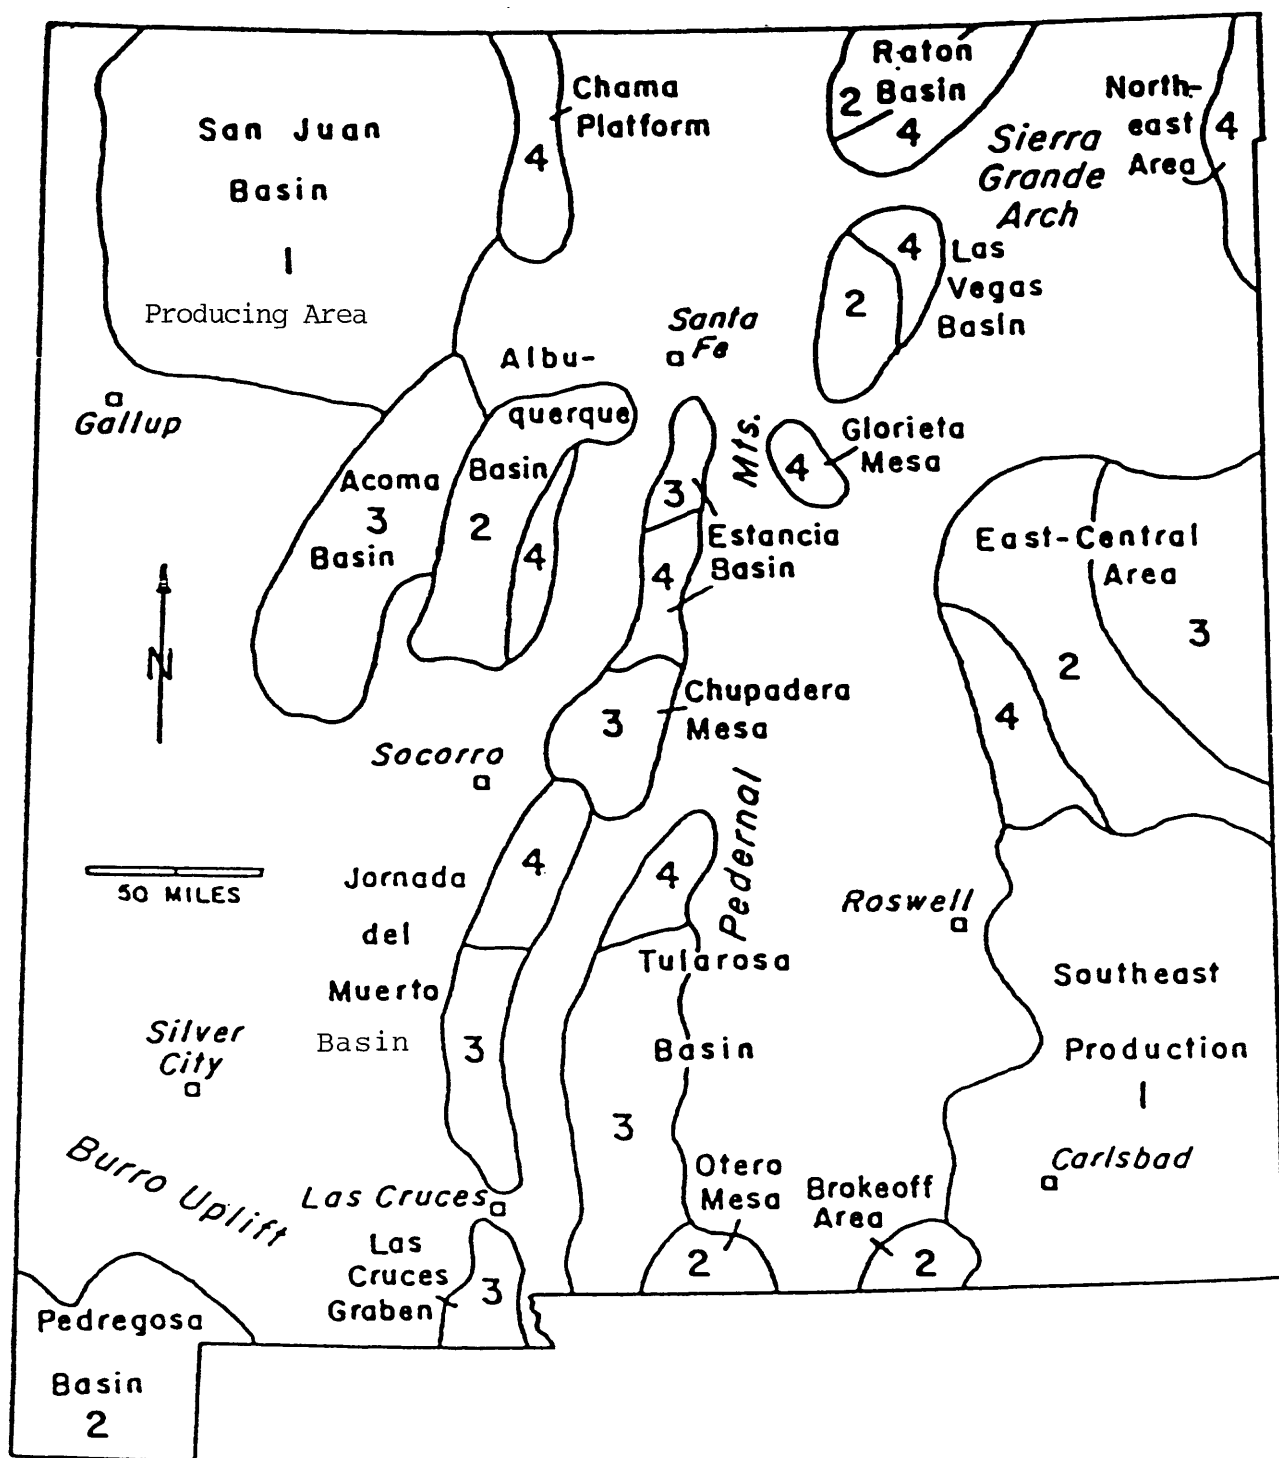 San Juan
Basin
1
Producing Area
Chama
Platform
4
Raton
Basin
2
4
Sierra
Grande
Arch
North-
east
Area
4
4
2
Las
Vegas
Basin
Santa
Fe
Gallup
Albu-
querque
Basin
2
4
Acoma
3
Basin
3
4
Estancia
Basin
Mts.
4
Glorieta
Mesa
East-Central
Area
3
2
4
N
3
Chupadera
Mesa
Socorro
50 MILES
Jornada
del
Muerto
Basin
4
3
4
Tularosa
Basin
3
Pedernal
Roswell
Southeast
Production
1
Carlsbad
Silver
City
Burro Uplift
Las Cruces
Las
Cruces
Graben
3
Otero
Mesa
2
Brokeoff
Area
2
Pedregosa
Basin
2